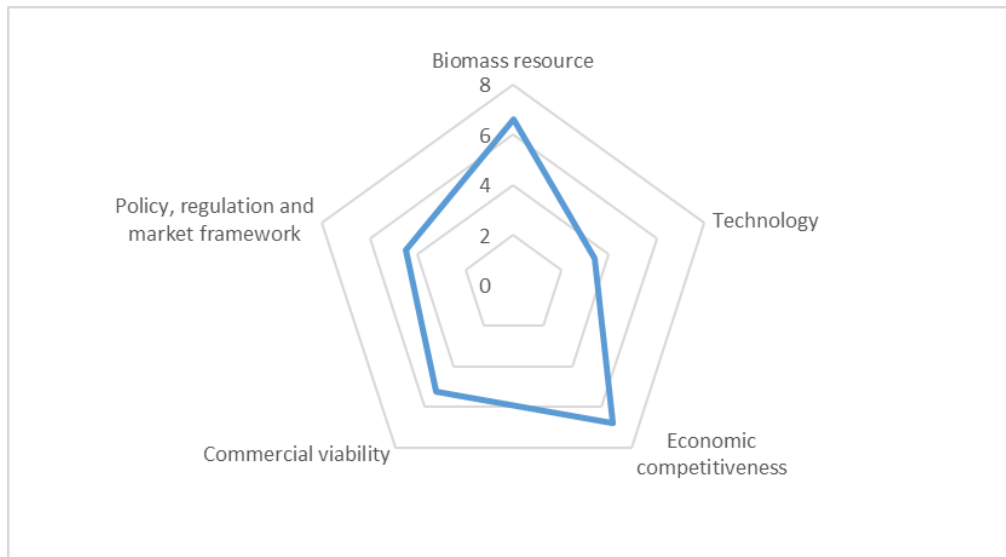 Biomass resource
8
6
4
2
0
Policy, regulation and
market framework
Technology
Commercial viability
Economic
competitiveness